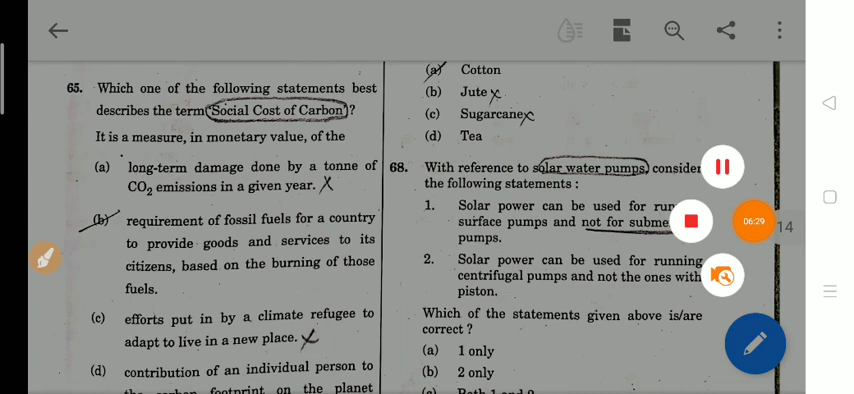 65. Which one of the following statements best
describes the term 'Social Cost of Carbon'?
It is a measure, in monetary value, of the
(a) long-term damage done by a tonne of
CO2 emissions in a given year.
(b) requirement of fossil fuels for a country
to provide goods and services to its
citizens, based on the burning of those
fuels.
(c) efforts put in by a climate refugee to
adapt to live in a new place.
(d) contribution of an individual person to
the carbon footprint on the planet
(a) Cotton
(b) Jute
(c) Sugarcane
(d) Tea
68. With reference to solar water pumps, consider
the following statements :
1. Solar power can be used for
surface pumps and not for
pumps.
2. Solar power can be used for running
centrifugal pumps and not the ones with
piston.
Which of the statements given above is/are
correct ?
(a) 1 only
(b) 2 only
(c) Both 1 and 2
06:29
14